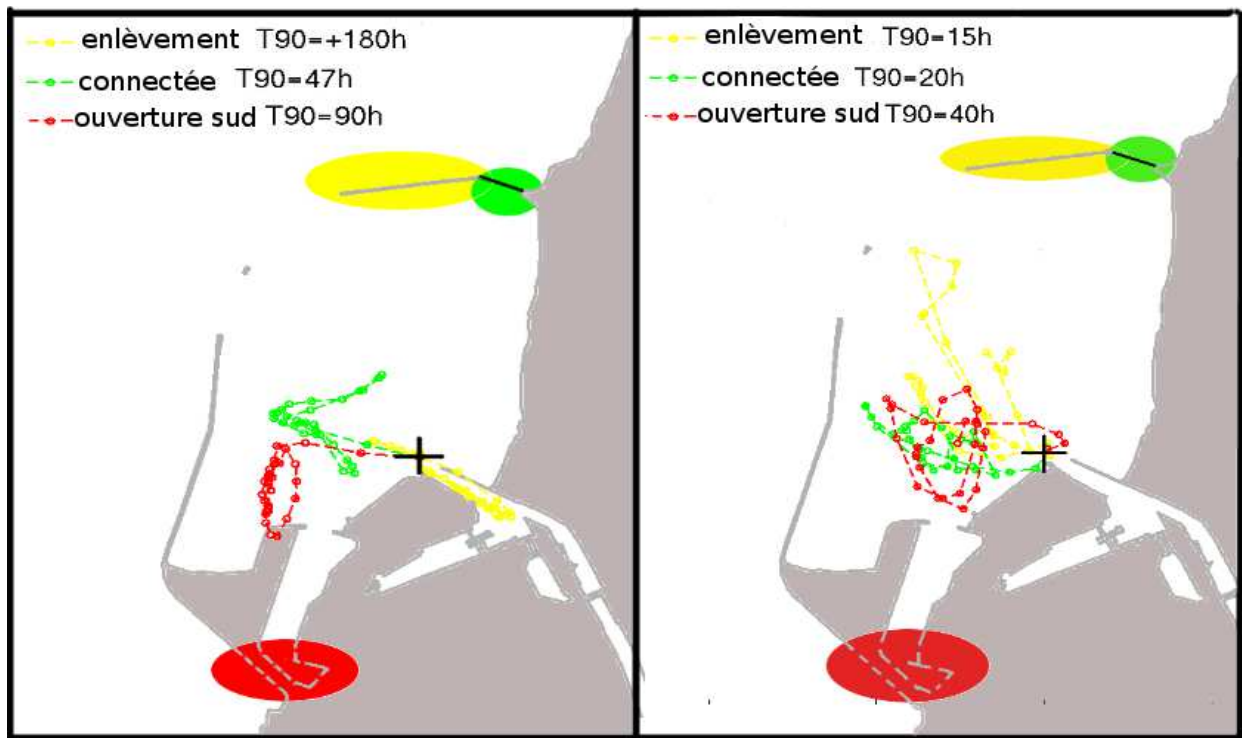 enlèvement T90=+180h
connectée T90=47h
ouverture sud T90=90h
enlèvement T90=15h
connectée T90=20h
ouverture sud T90=40h